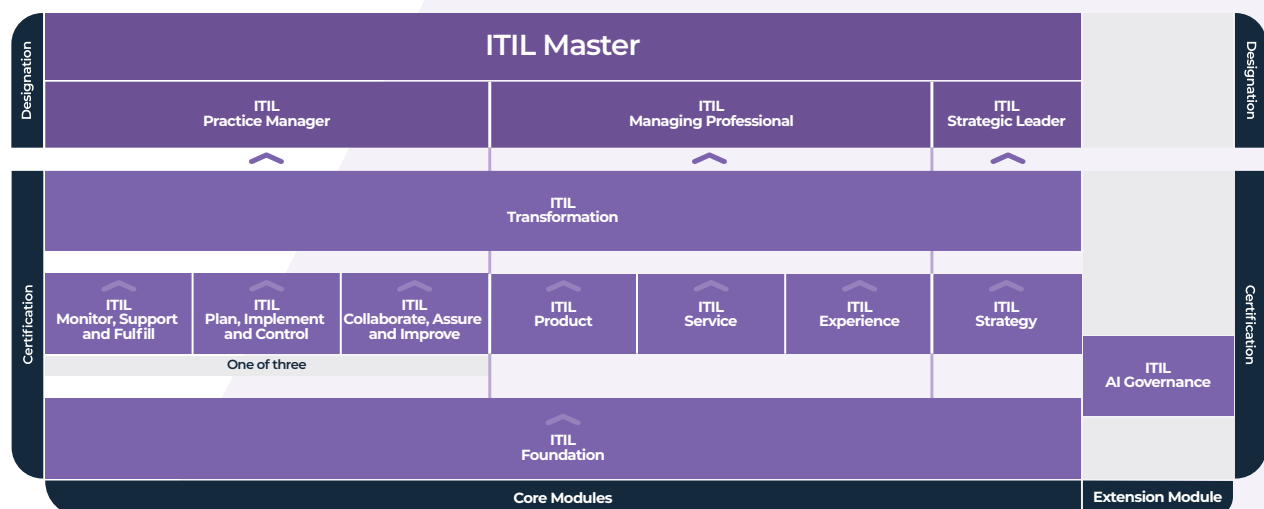 Designation
ITIL Master
Designation
ITIL
Practice Manager
ITIL
Managing Professional
ITIL
Strategic Leader
Certification
ITIL
Transformation
Certification
ITIL
Monitor, Support
and Fulfill
ITIL
Plan, Implement
and Control
ITIL
Collaborate, Assure
and Improve
ITIL
Product
ITIL
Service
ITIL
Experience
ITIL
Strategy
One of three
ITIL
AI Governance
ITIL
Foundation
Core Modules
Extension Module